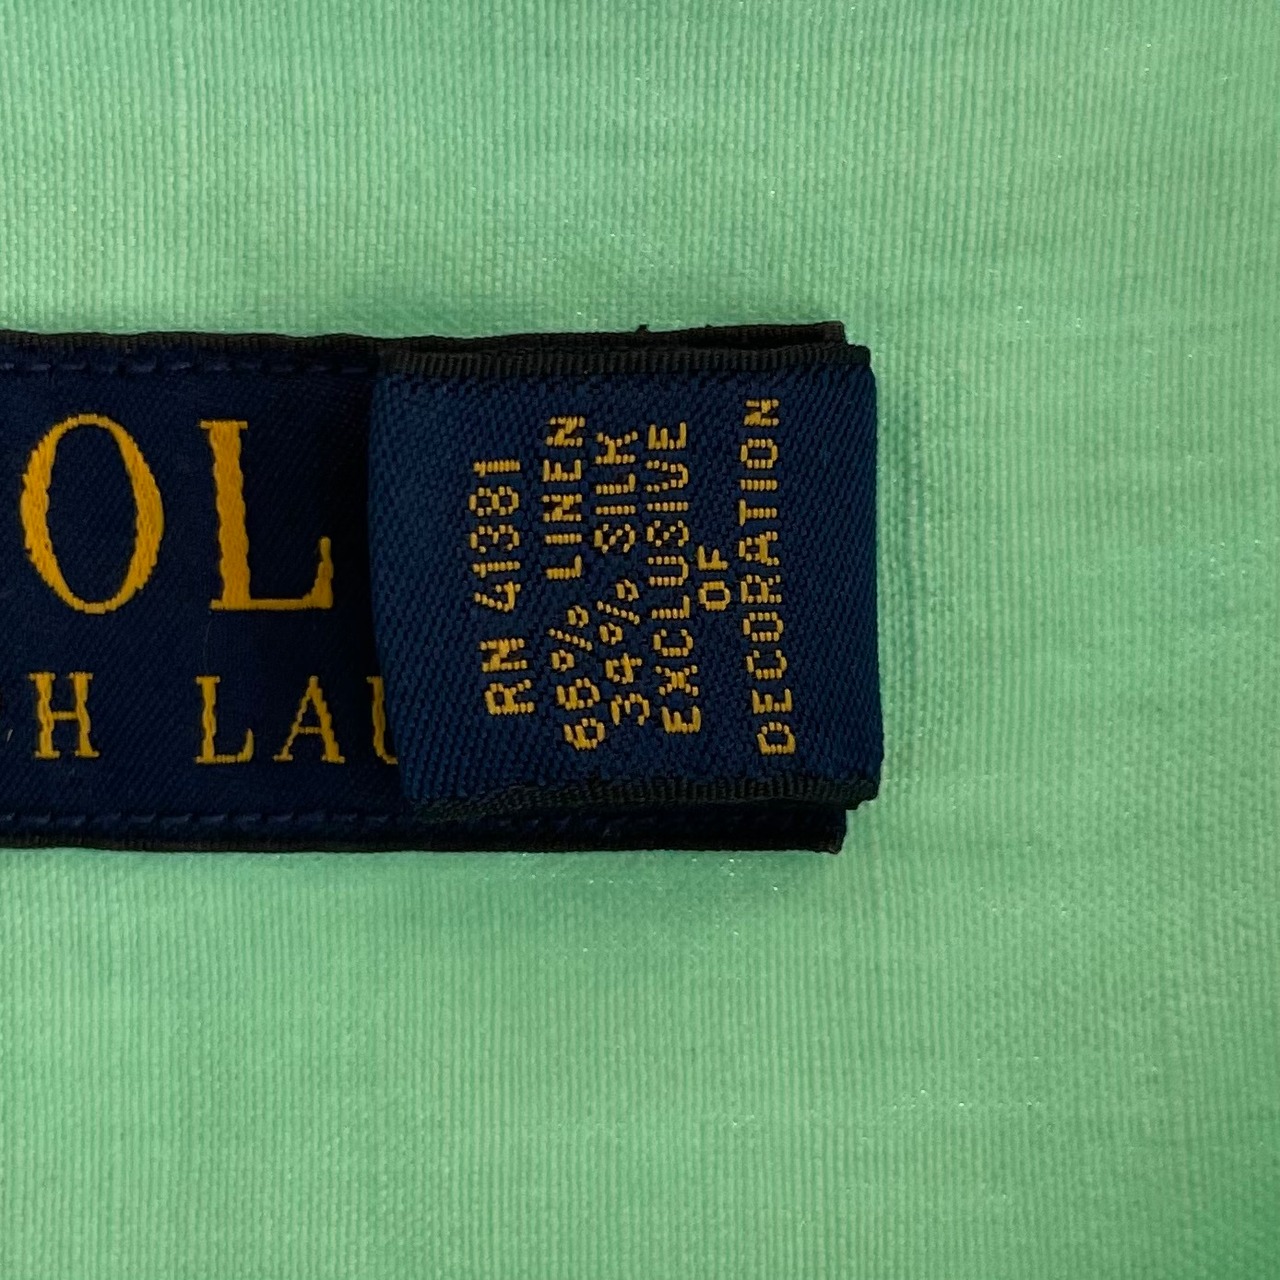 OL
H LAU
RN 41381
66% LINEN
34% SILK
EXCLUSIVE
OF
DECORATION